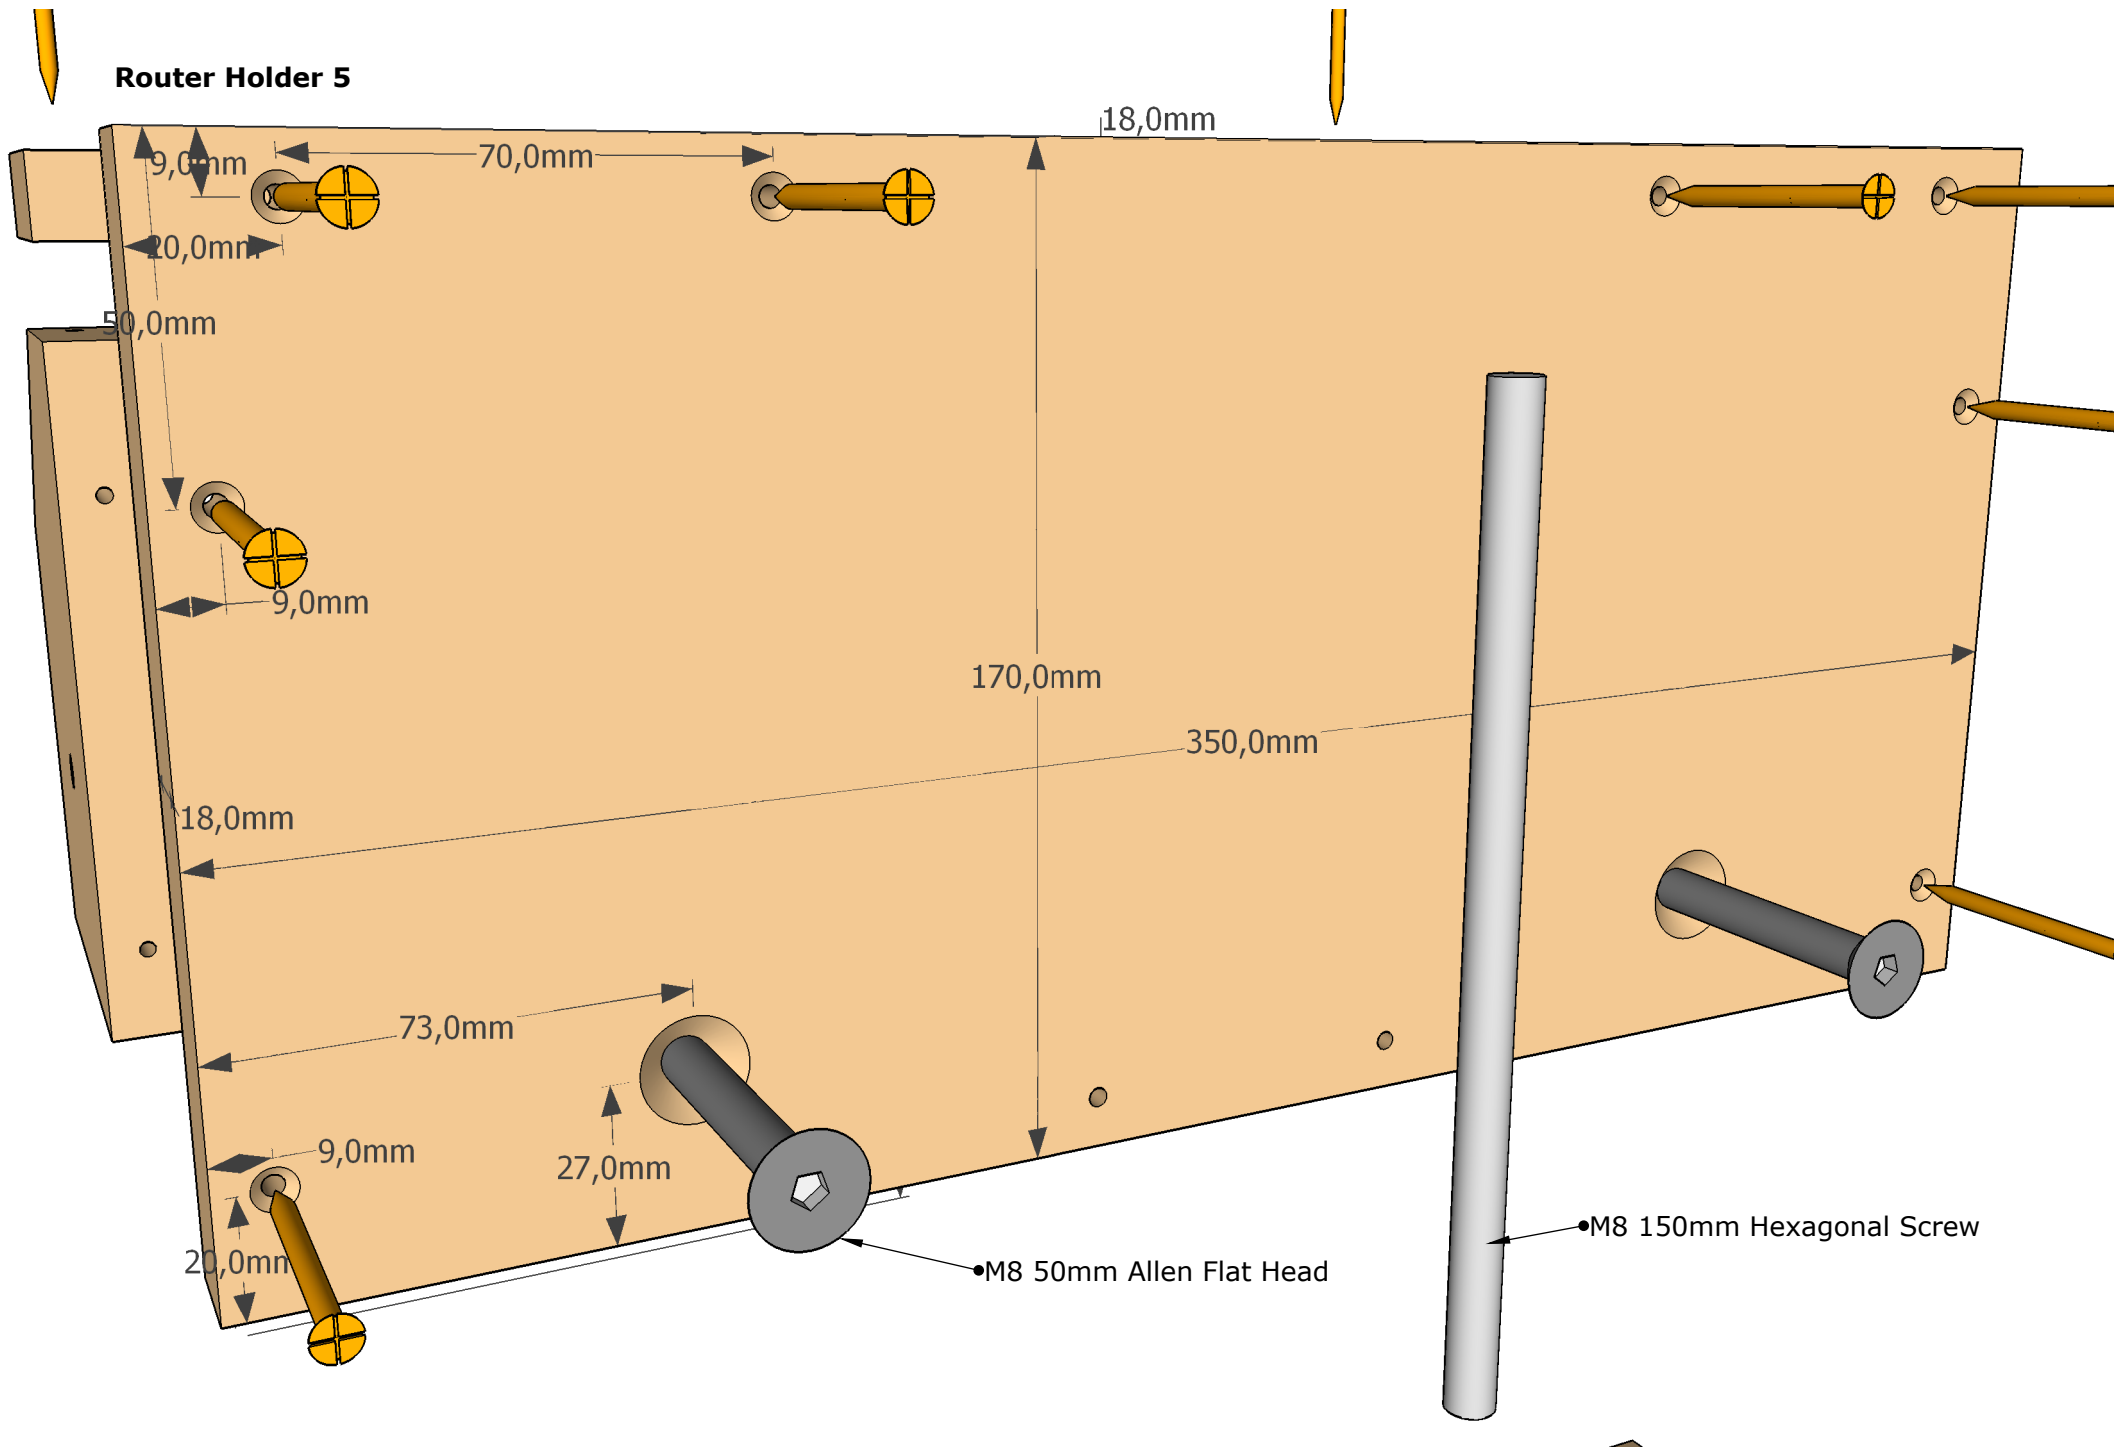 Router Holder 5
18,0mm
9,0mm
70,0mm
20,0mm
50,0mm
9,0mm
170,0mm
350,0mm
18,0mm
73,0mm
9,0mm
27,0mm
20,0mm
M8 150mm Hexagonal Screw
M8 50mm Allen Flat Head